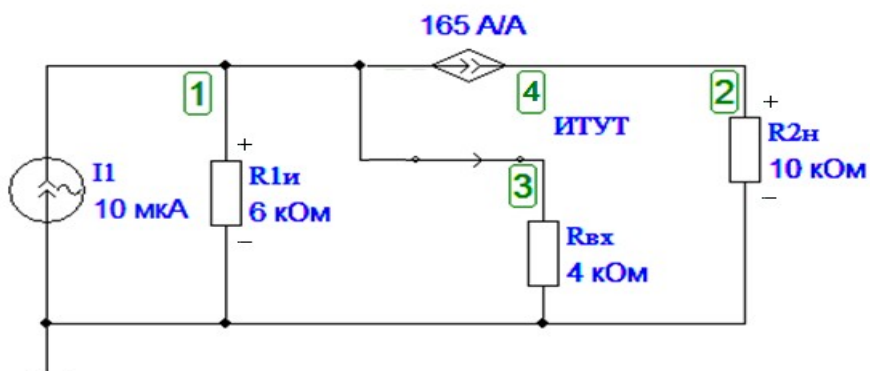 165 А/А
1
4
2
+
ИТУТ
R2н
10 кОм
+
−
I1
10 мкА
R1и
6 кОм
3
−
Rвх
4 кОм